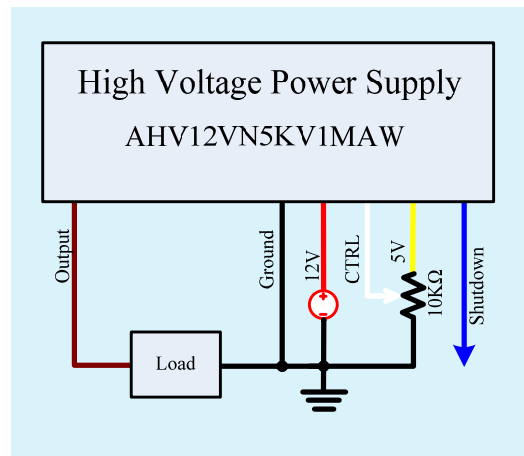 High Voltage Power Supply
AHV12VN5KV1MAW
Output
Ground
12V
CTRL
5V
10KΩ
Shutdown
Load